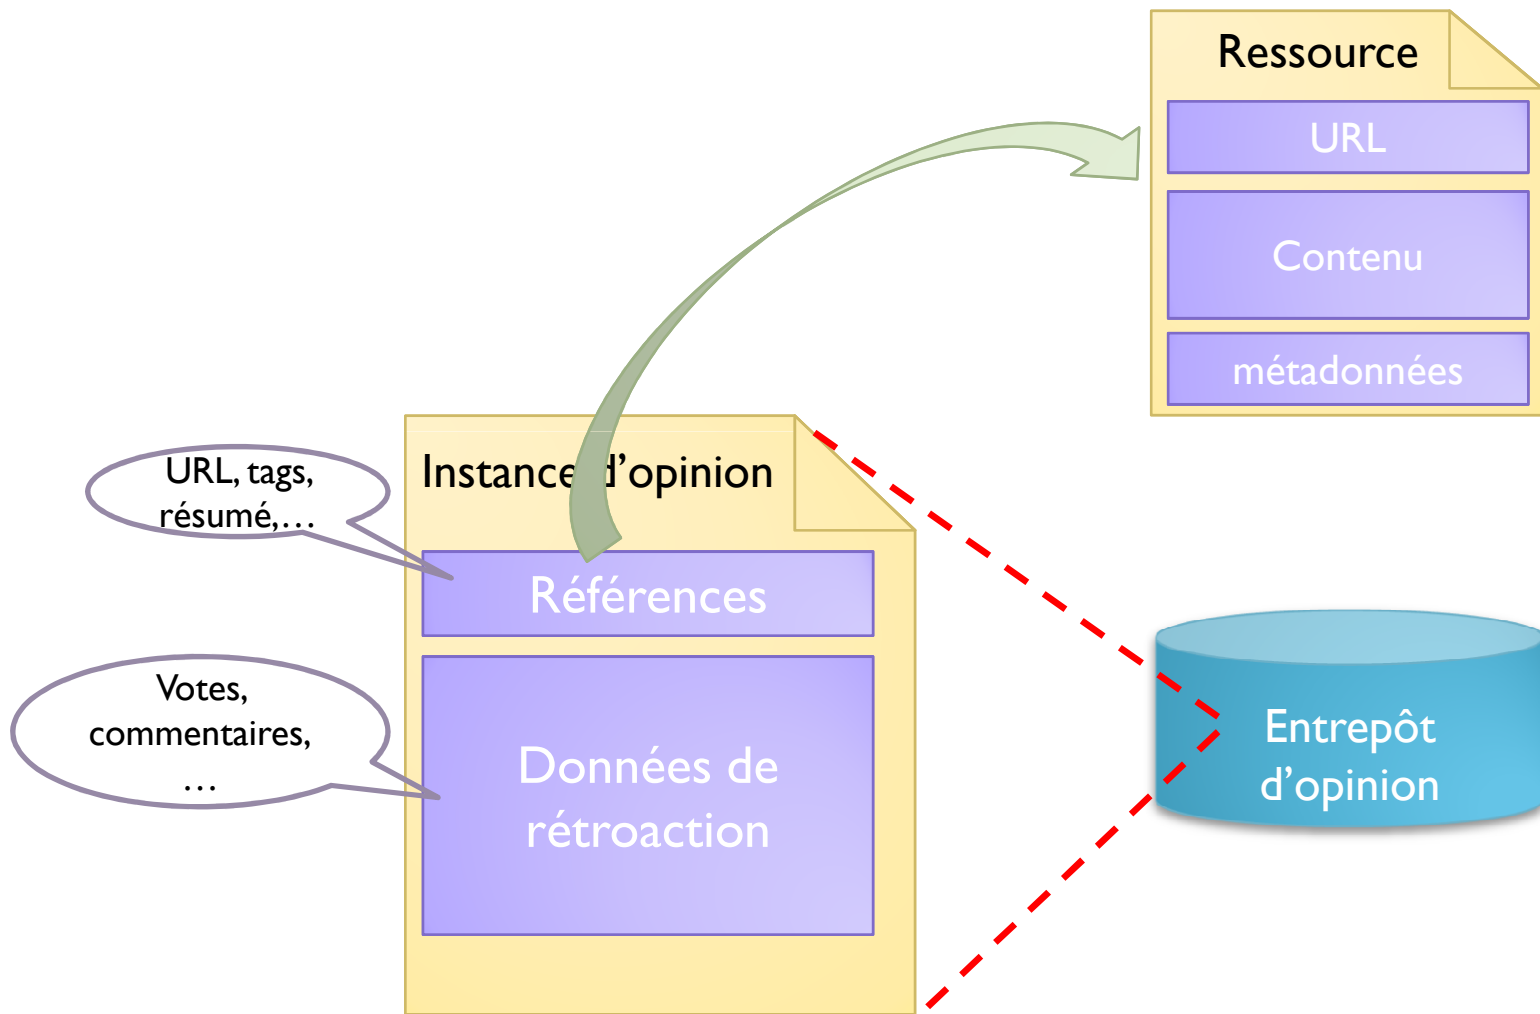 Ressource
URL
Contenu
métadonnées
Instance d’opinion
URL, tags,
résumé,…
Références
Votes,
commentaires,
…
Données de
rétroaction
Entrepôt
d’opinion